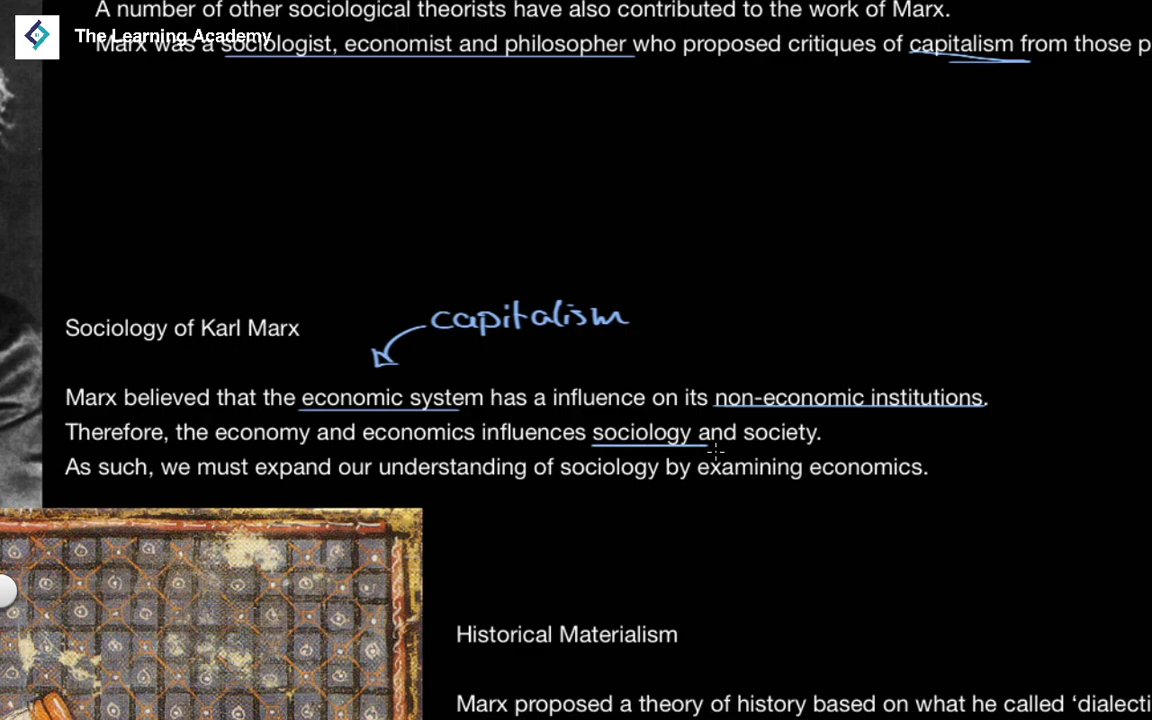 A number of other sociological theorists have also contributed to the work of Marx.
The Learning Academy
Marx was a sociologist, economist and philosopher who proposed critiques of capitalism from those p
capitalism
Sociology of Karl Marx
Marx believed that the economic system has a influence on its non-economic institutions.
Therefore, the economy and economics influences sociology and society.
As such, we must expand our understanding of sociology by examining economics.
Historical Materialism
Marx proposed a theory of history based on what he called ‘dialecti